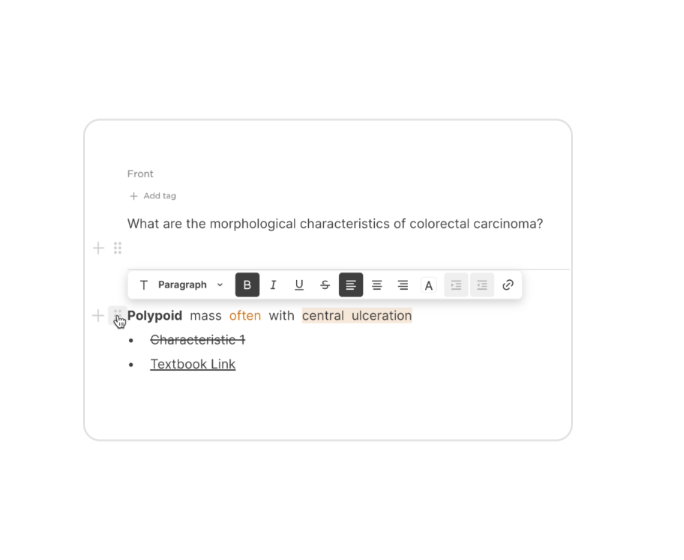 Front
+ Add tag
What are the morphological characteristics of colorectal carcinoma?
T Paragraph B I U S A
Polypoid mass often with central ulceration
• Characteristic 1
• Textbook Link